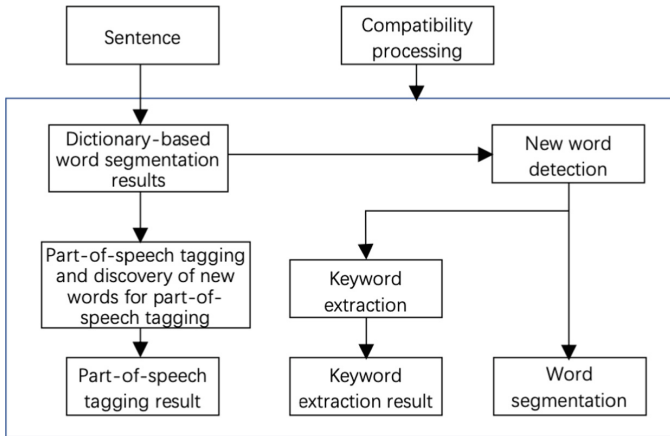 Sentence
Compatibility
processing
Dictionary-based
word segmentation
results
New word
detection
Part-of-speech tagging
and discovery of new
words for part-of-
speech tagging
Keyword
extraction
Part-of-speech
tagging result
Keyword
extraction result
Word
segmentation